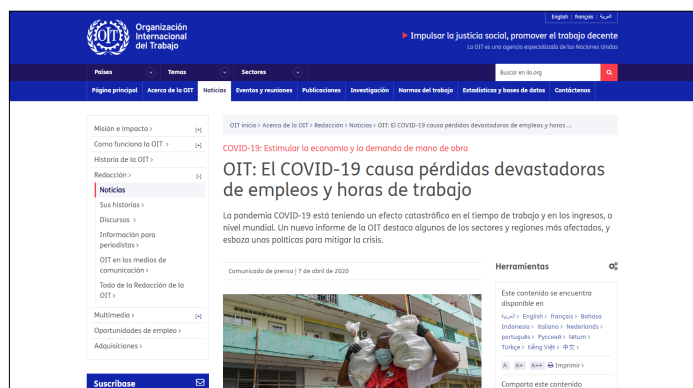 English | français | العربية
Organización
Internacional
del Trabajo
Impulsar la justicia social, promover el trabajo decente
La OIT es una agencia especializada de las Naciones Unidas
Países Temas Sectores
Buscar en ilo.org
Página principal Acerca de la OIT Noticias Eventos y reuniones Publicaciones Investigación Normas del trabajo Estadísticas y bases de datos Contáctenos
Misión e impacto > [+]
Como funciona la OIT > [+]
Historia de la OIT >
Redacción > [-]
Noticias
Sus historias >
Discursos >
Información para
periodistas >
OIT en los medios de
comunicación >
Todo de la Redacción de la
OIT >
Multimedia > [+]
Oportunidades de empleo >
Adquisiciones >
Suscríbase
OIT inicio > Acerca de la OIT > Redacción > Noticias > OIT: El COVID-19 causa pérdidas devastadoras de empleos y horas ...
COVID-19: Estimular la economía y la demanda de mano de obra
OIT: El COVID-19 causa pérdidas devastadoras
de empleos y horas de trabajo
La pandemia COVID-19 está teniendo un efecto catastrófico en el tiempo de trabajo y en los ingresos, a
nivel mundial. Un nuevo informe de la OIT destaca algunos de los sectores y regiones más afectados, y
esboza unas políticas para mitigar la crisis.
Comunicado de prensa | 7 de abril de 2020
Herramientas
Este contenido se encuentra
disponible en
العربية > English > français > Bahasa
Indonesia > italiano > Nederlands >
português > Русский > tetum >
Türkçe > tiếng Việt > 中文 >
A A+ A++ Imprimir >
Comparta este contenido